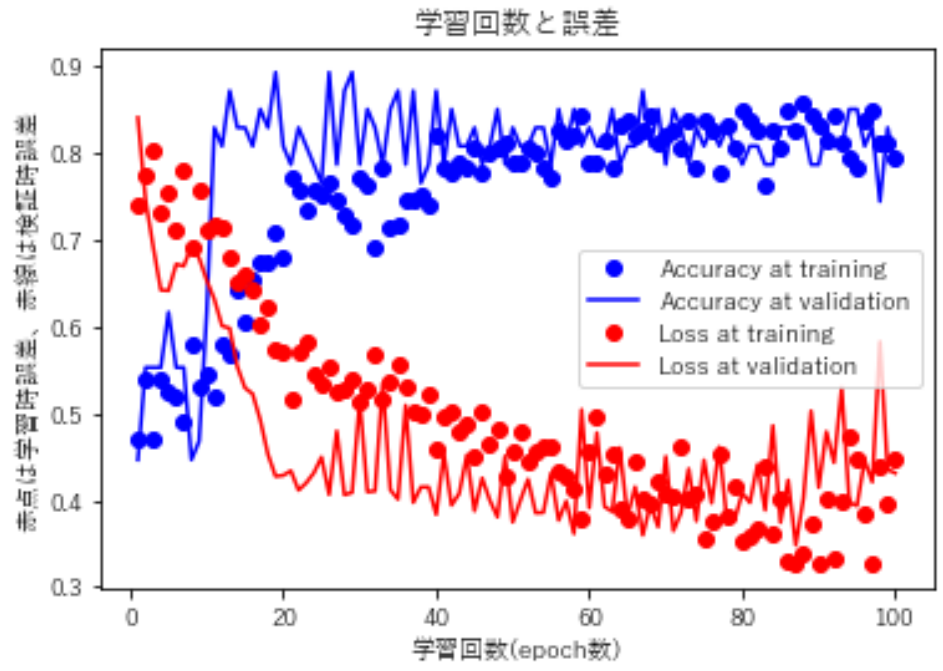 学習回数と誤差
赤点は学習時誤差、赤線は検証時誤差
0.9
0.8
0.7
0.6
0.5
0.4
0.3
Accuracy at training
Accuracy at validation
Loss at training
Loss at validation
0 20 40 60 80 100
学習回数(epoch数)